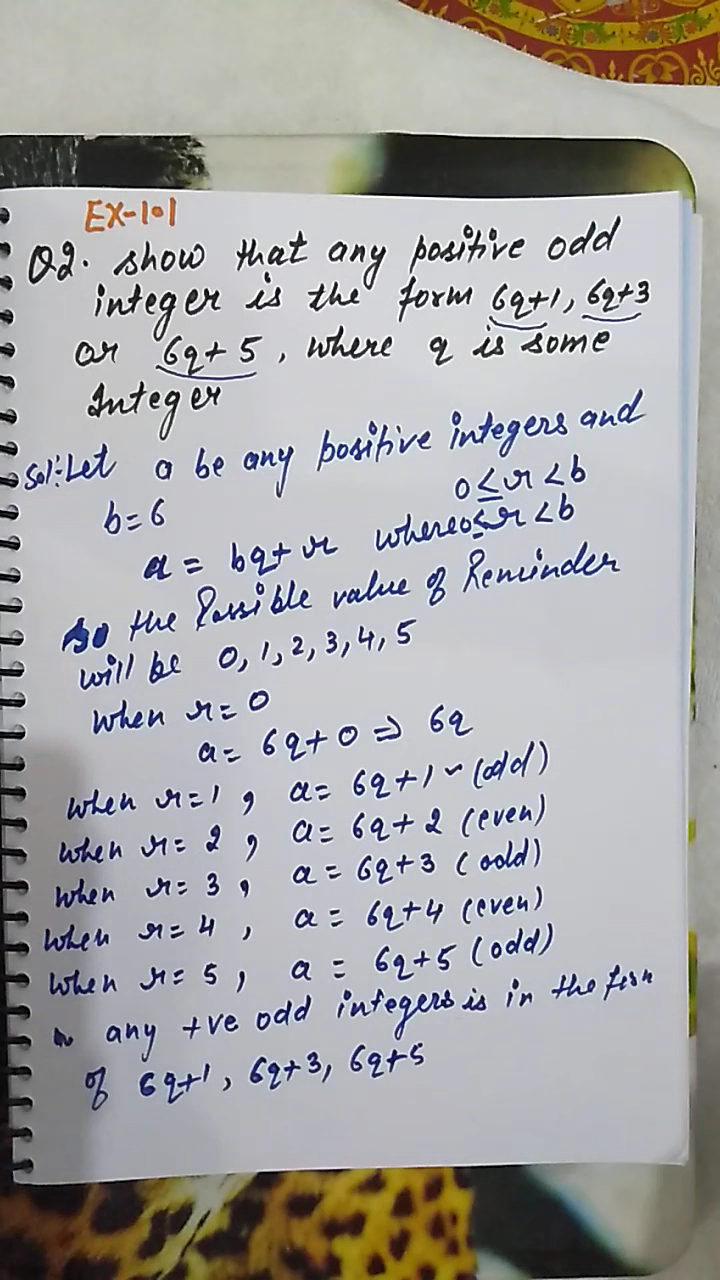 EX-1.1
Q2. show that any positive odd
integer is the form 6q+1, 6q+3
or 6q+5, where q is some
Integer
Sol:- Let a be any positive integers and
b=6 0≤r<b
a = bq+r where 0≤r<b
so the Possible value of Reminder
will be 0, 1, 2, 3, 4, 5
when r=0
a= 6q+0 ⇒ 6q
when r=1, a= 6q+1 (odd)
when r=2, a= 6q+2 (even)
when r=3, a= 6q+3 (odd)
when r=4, a= 6q+4 (even)
when r=5, a= 6q+5 (odd)
any +ve odd integers is in the form
of 6q+1, 6q+3, 6q+5